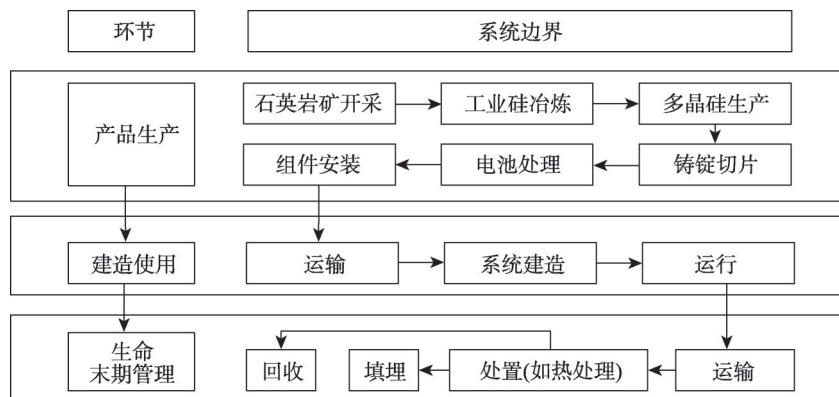 环节
系统边界
产品生产
石英岩矿开采
工业硅冶炼
多晶硅生产
组件安装
电池处理
铸锭切片
建造使用
运输
系统建造
运行
生命
末期管理
回收
填埋
处置(如热处理)
运输